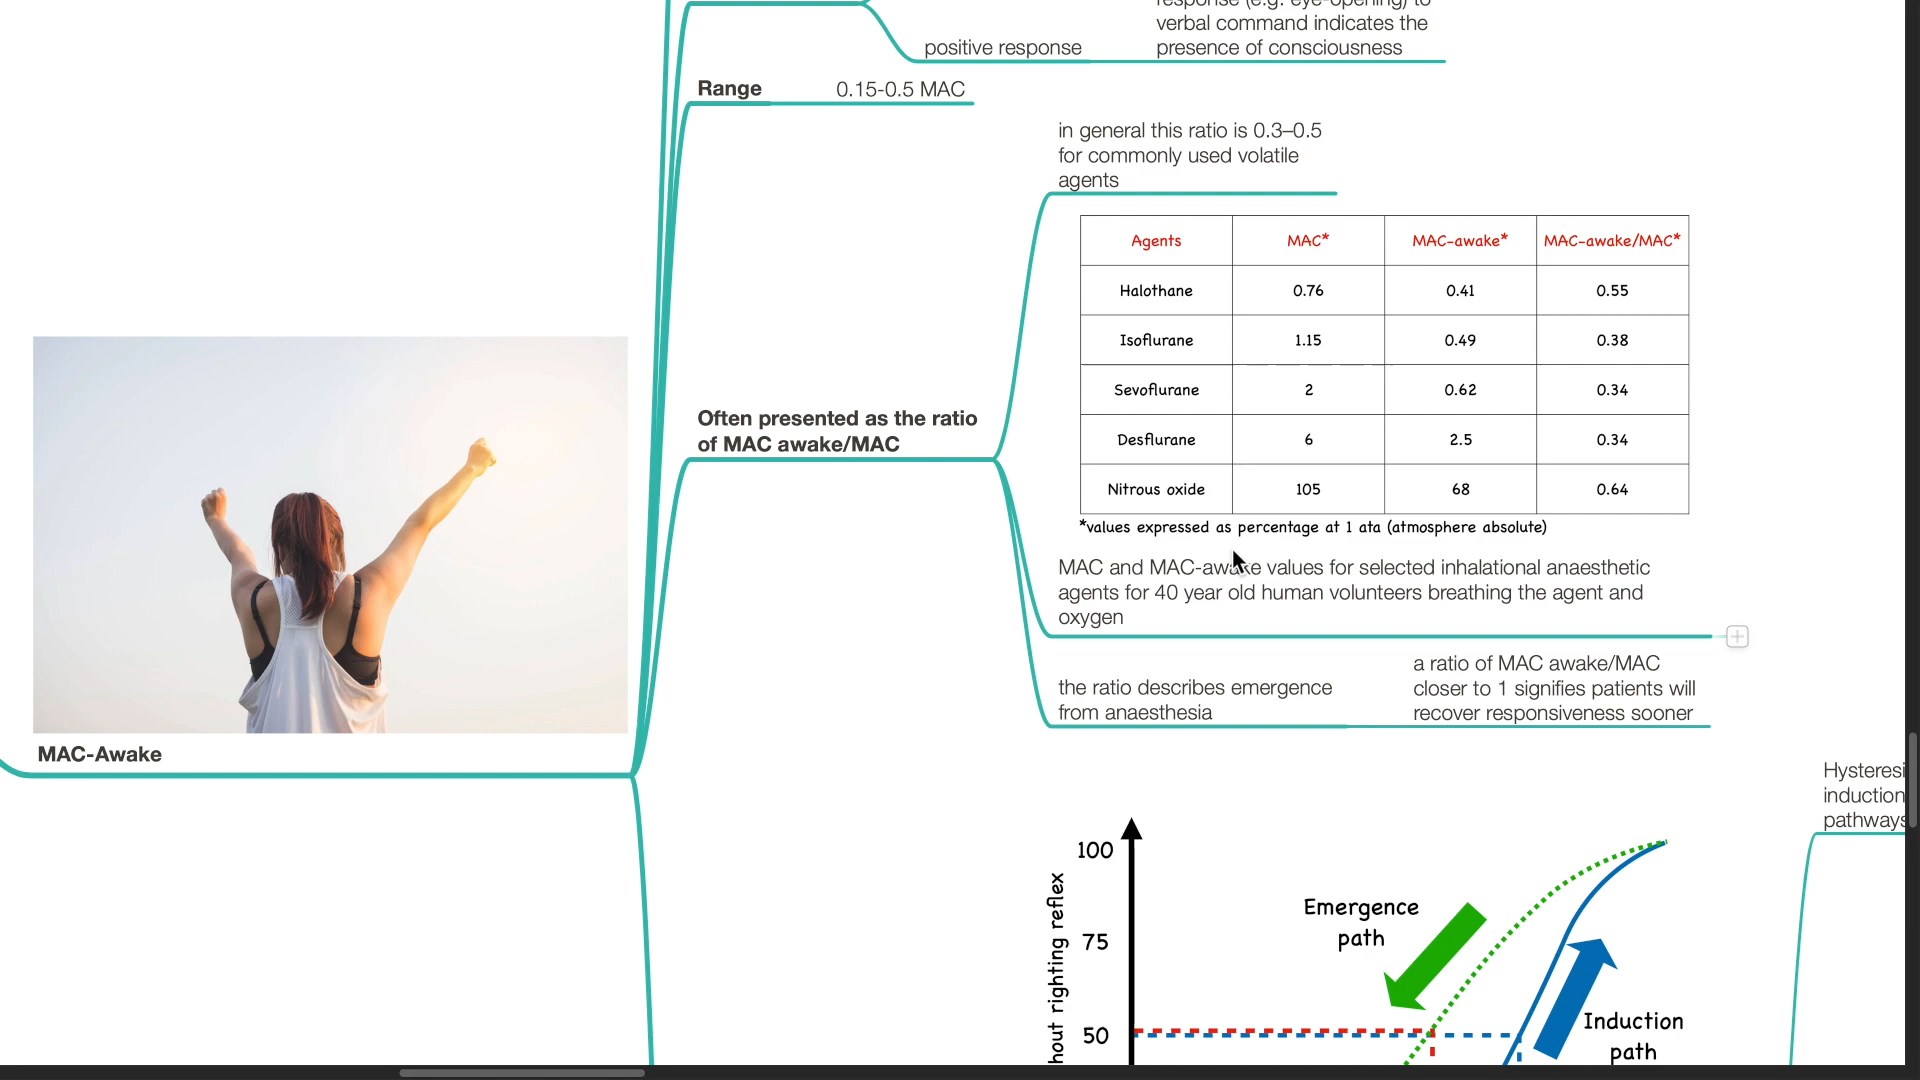 verbal command indicates the
positive response
presence of consciousness
Range
0.15-0.5 MAC
in general this ratio is 0.3–0.5
for commonly used volatile
agents
Agents MAC* MAC-awake* MAC-awake/MAC*
Halothane 0.76 0.41 0.55
Isoflurane 1.15 0.49 0.38
Sevoflurane 2 0.62 0.34
Desflurane 6 2.5 0.34
Nitrous oxide 105 68 0.64
*values expressed as percentage at 1 ata (atmosphere absolute)
Often presented as the ratio
of MAC awake/MAC
MAC and MAC-awake values for selected inhalational anaesthetic
agents for 40 year old human volunteers breathing the agent and
oxygen
the ratio describes emergence
from anaesthesia
a ratio of MAC awake/MAC
closer to 1 signifies patients will
recover responsiveness sooner
MAC-Awake
induction
pathways
100
75
50
hout righting reflex
Emergence
path
Induction
path